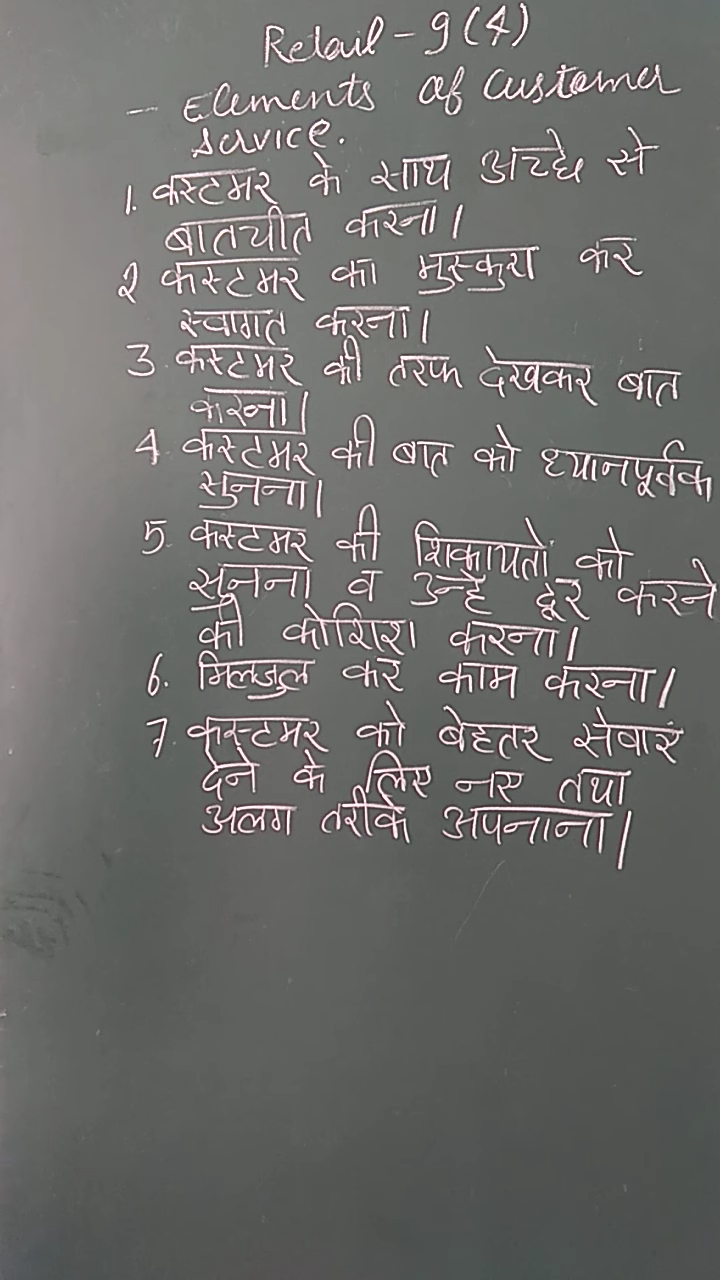 Retail - 9 (4)
- Elements of customer
service.
1. कस्टमर के साथ अच्छे से
बातचीत करना।
2 कस्टमर का मुस्कुरा कर
स्वागत करना।
3. कस्टमर की तरफ देखकर बात
करना।
4. कस्टमर की बात को ध्यानपूर्वक
सुनना।
5. कस्टमर की शिकायतों को
सुनना व उन्हें दूर करने
की कोशिश करना।
6. मिलजुल कर काम करना।
7. कस्टमर को बेहतर सेवाएं
देने के लिए नए तथा
अलग तरीके अपनाना।